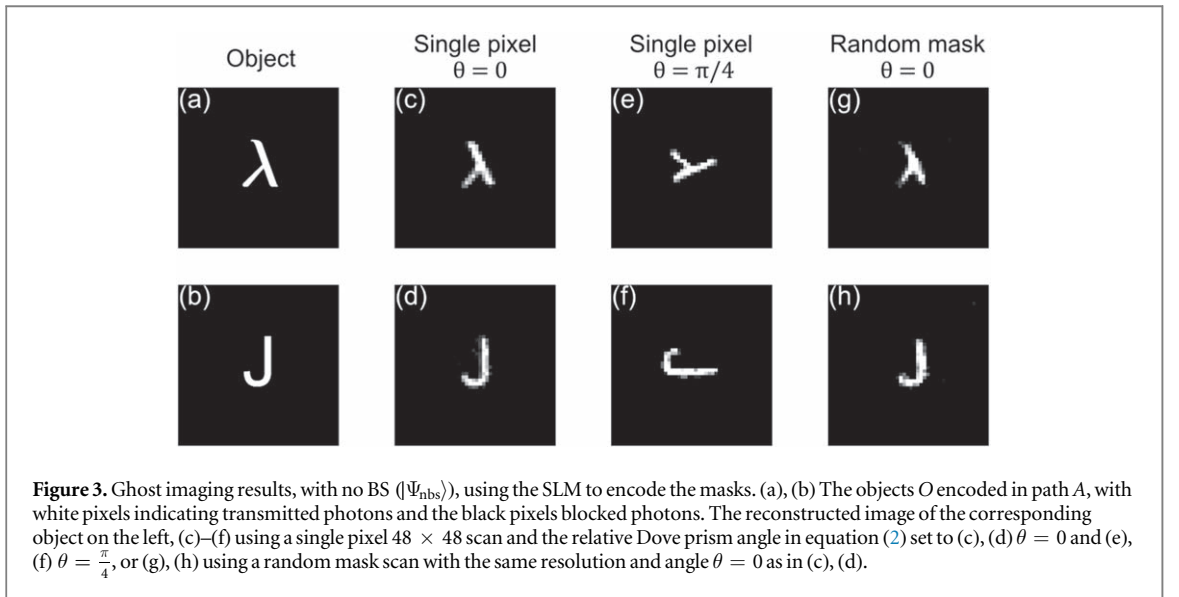 Object
Single pixel
θ = 0
Single pixel
θ = π/4
Random mask
θ = 0
(a)
(c)
(e)
(g)
λ
λ
λ
λ
(b)
(d)
(f)
(h)
J
J
J
J
Figure 3. Ghost imaging results, with no BS (|Ψnbs⟩), using the SLM to encode the masks. (a), (b) The objects O encoded in path A, with
white pixels indicating transmitted photons and the black pixels blocked photons. The reconstructed image of the corresponding
object on the left, (c)–(f) using a single pixel 48 × 48 scan and the relative Dove prism angle in equation (2) set to (c), (d) θ = 0 and (e),
(f) θ = π/4, or (g), (h) using a random mask scan with the same resolution and angle θ = 0 as in (c), (d).